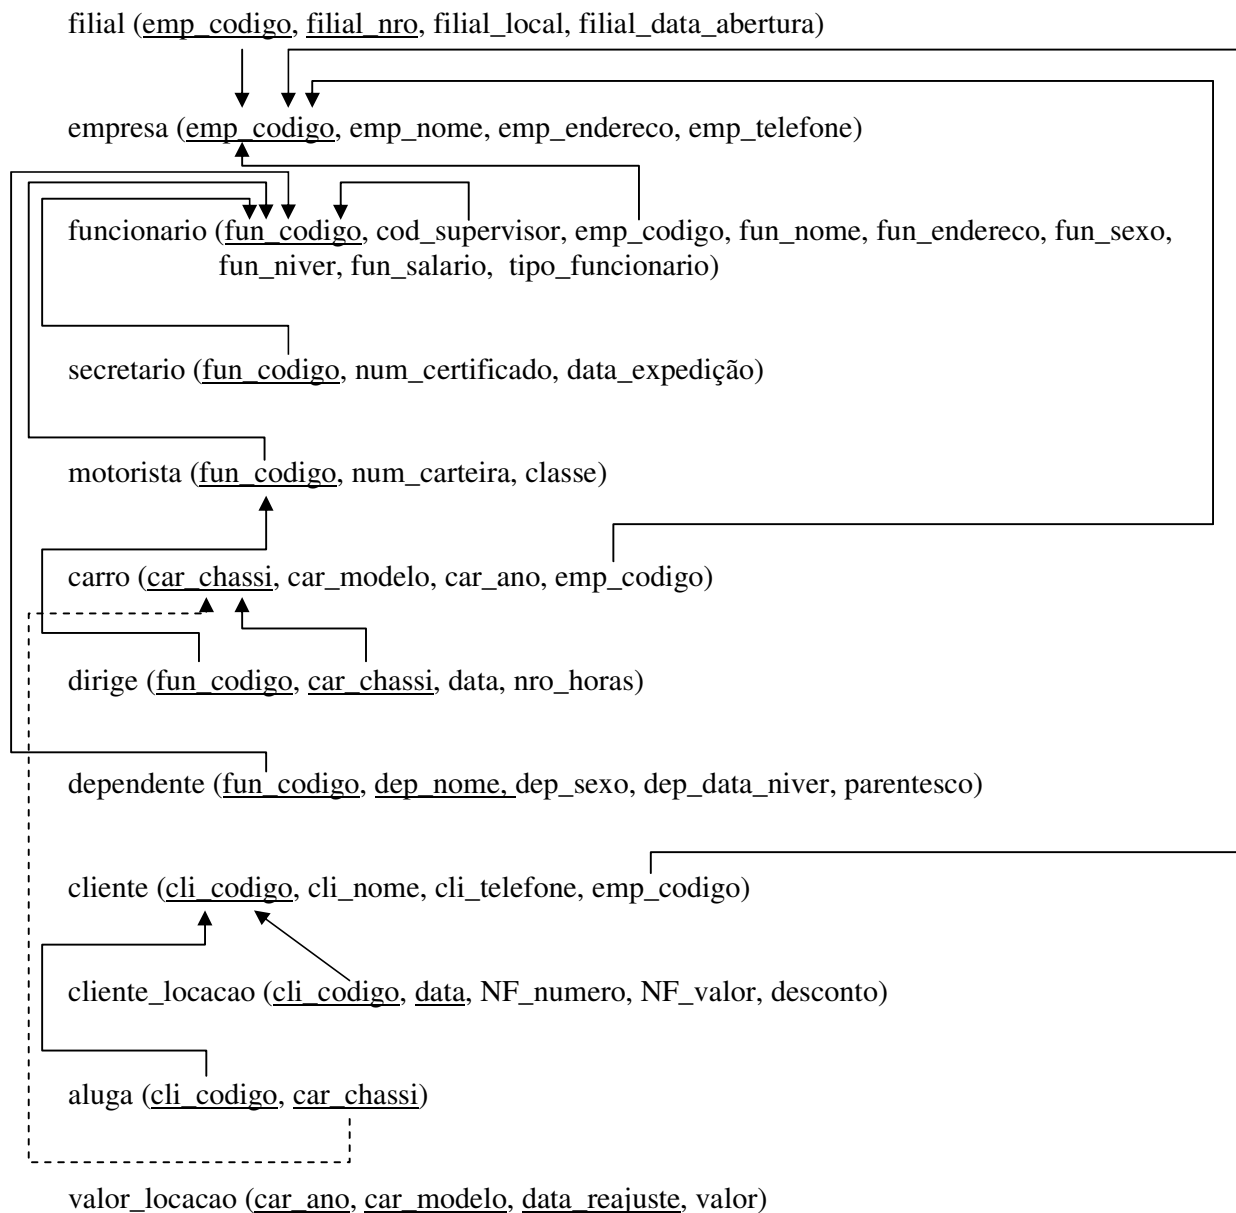 filial (emp_codigo, filial_nro, filial_local, filial_data_abertura)
empresa (emp_codigo, emp_nome, emp_endereco, emp_telefone)
funcionario (fun_codigo, cod_supervisor, emp_codigo, fun_nome, fun_endereco, fun_sexo,
fun_niver, fun_salario, tipo_funcionario)
secretario (fun_codigo, num_certificado, data_expedição)
motorista (fun_codigo, num_carteira, classe)
carro (car_chassi, car_modelo, car_ano, emp_codigo)
dirige (fun_codigo, car_chassi, data, nro_horas)
dependente (fun_codigo, dep_nome, dep_sexo, dep_data_niver, parentesco)
cliente (cli_codigo, cli_nome, cli_telefone, emp_codigo)
cliente_locacao (cli_codigo, data, NF_numero, NF_valor, desconto)
aluga (cli_codigo, car_chassi)
valor_locacao (car_ano, car_modelo, data_reajuste, valor)